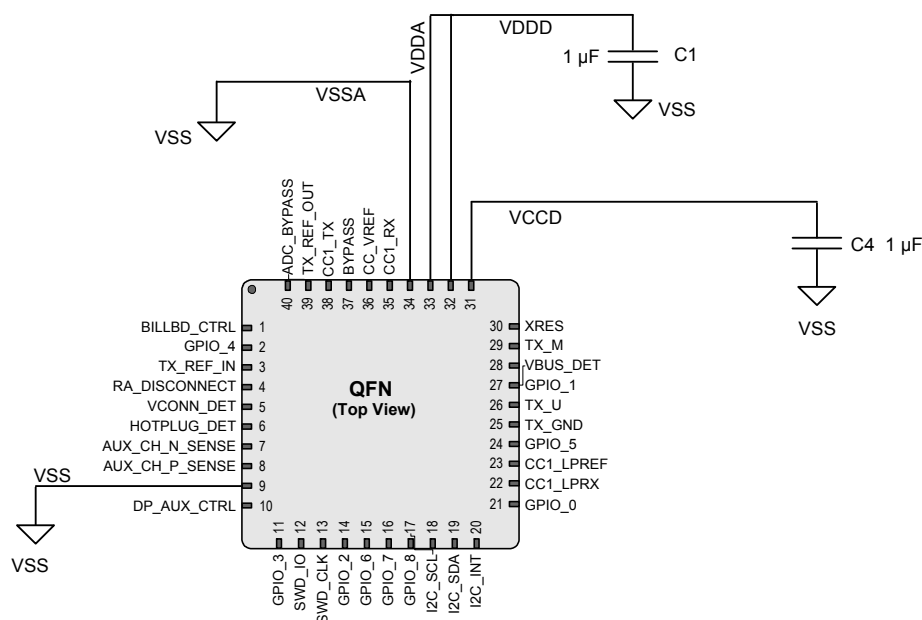 VDDA
VDDD
1 µF
C1
VSS
VSSA
VSS
VCCD
C4 1 µF
VSS
ADC_BYPASS
TX_REF_OUT
CC1_TX
BYPASS
CC_VREF
CC1_RX
40 39 38 37 36 35 34 33 32 31
BILLBD_CTRL 1
GPIO_4 2
TX_REF_IN 3
RA_DISCONNECT 4
VCONN_DET 5
HOTPLUG_DET 6
AUX_CH_N_SENSE 7
AUX_CH_P_SENSE 8
VSS 9
DP_AUX_CTRL 10
VSS
QFN
(Top View)
30 XRES
29 TX_M
28 VBUS_DET
27 GPIO_1
26 TX_U
25 TX_GND
24 GPIO_5
23 CC1_LPREF
22 CC1_LPRX
21 GPIO_0
11 12 13 14 15 16 17 18 19 20
GPIO_3
SWD_IO
SWD_CLK
GPIO_2
GPIO_6
GPIO_7
GPIO_8
I2C_SCL
I2C_SDA
I2C_INT